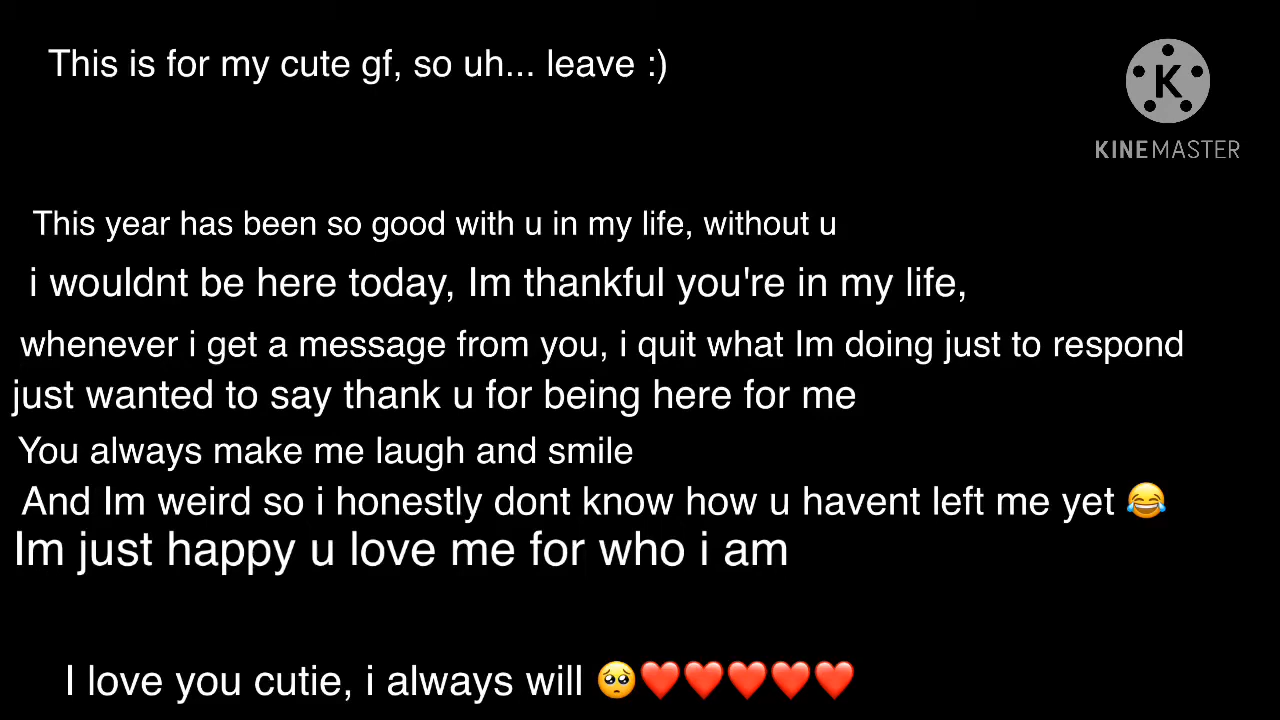 This is for my cute gf, so uh... leave :)
K
KINEMASTER
This year has been so good with u in my life, without u
i wouldnt be here today, Im thankful you're in my life,
whenever i get a message from you, i quit what Im doing just to respond
just wanted to say thank u for being here for me
You always make me laugh and smile
And Im weird so i honestly dont know how u havent left me yet 😂
Im just happy u love me for who i am
I love you cutie, i always will 🥺❤️❤️❤️❤️❤️